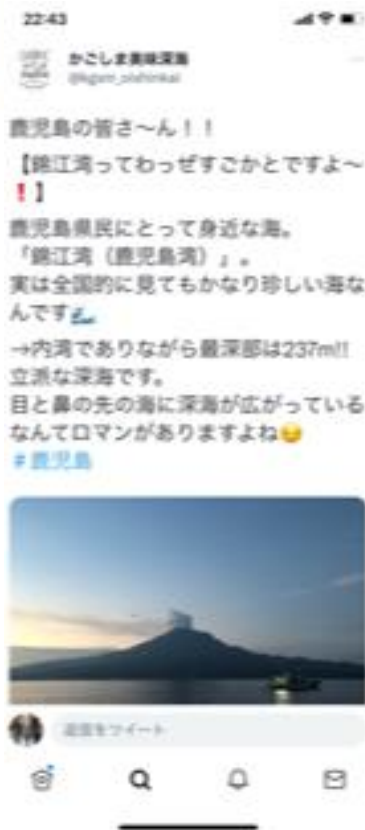 22:43
かごしま美味深海
鹿児島の皆さ〜ん！！
【錦江湾ってわっぜすごかとですよ〜
❗】
鹿児島県民にとって身近な海。
「錦江湾（鹿児島湾）」。
実は全国的に見てもかなり珍しい海な
んです🌊
→内湾でありながら最深部は237m!!
立派な深海です。
目と鼻の先の海に深海が広がっている
なんてロマンがありますよね😏
#鹿児島
返信をツイート